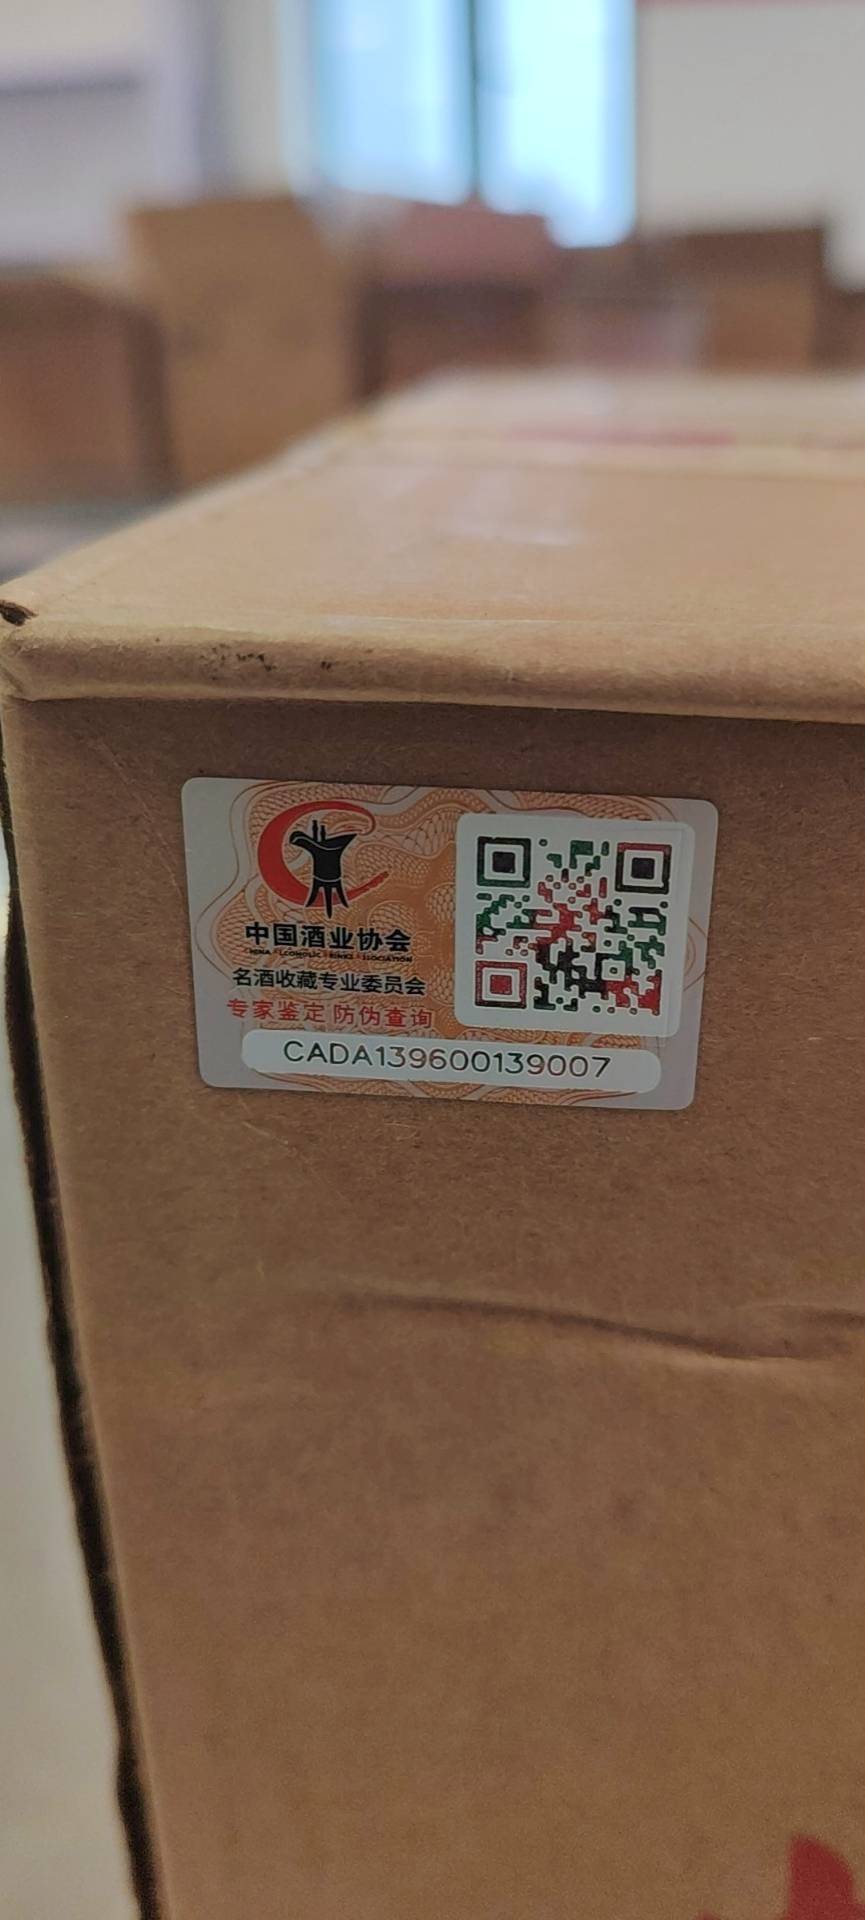 中国酒业协会
名酒收藏专业委员会
专家鉴定 防伪查询
CADA139600139007